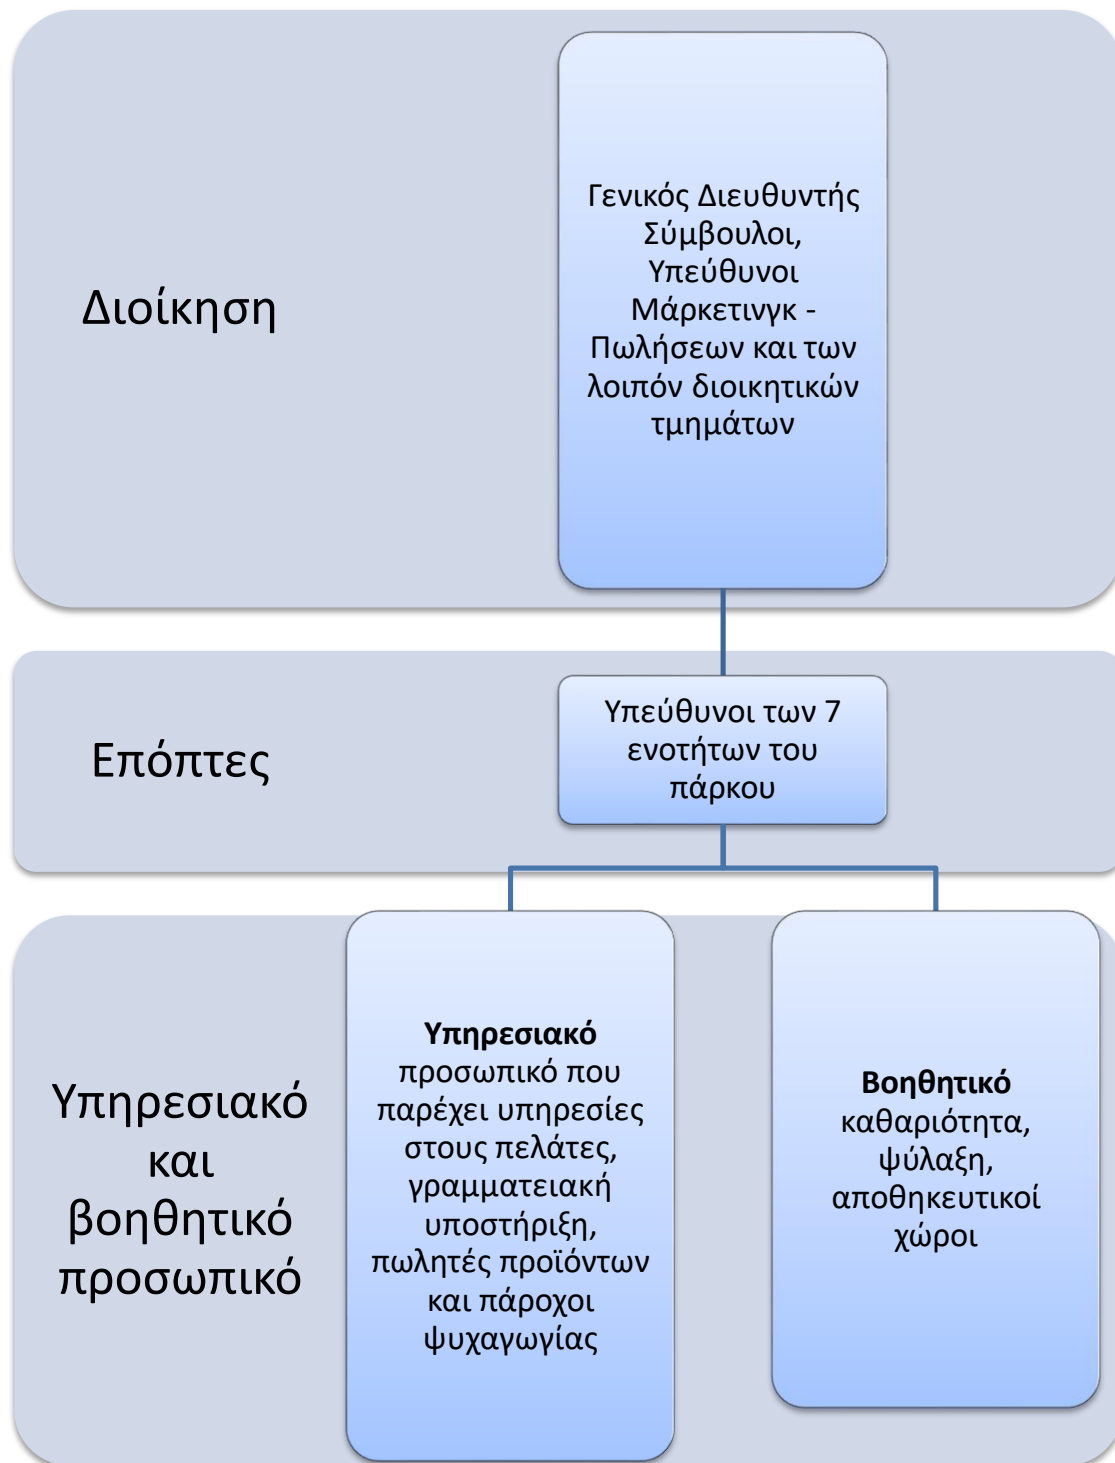 Διοίκηση
Γενικός Διευθυντής
Σύμβουλοι,
Υπεύθυνοι
Μάρκετινγκ -
Πωλήσεων και των
λοιπόν διοικητικών
τμημάτων
Επόπτες
Υπεύθυνοι των 7
ενοτήτων του
πάρκου
Υπηρεσιακό
και
βοηθητικό
προσωπικό
Υπηρεσιακό
προσωπικό που
παρέχει υπηρεσίες
στους πελάτες,
γραμματειακή
υποστήριξη,
πωλητές προϊόντων
και πάροχοι
ψυχαγωγίας
Βοηθητικό
καθαριότητα,
ψύλαξη,
αποθηκευτικοί
χώροι